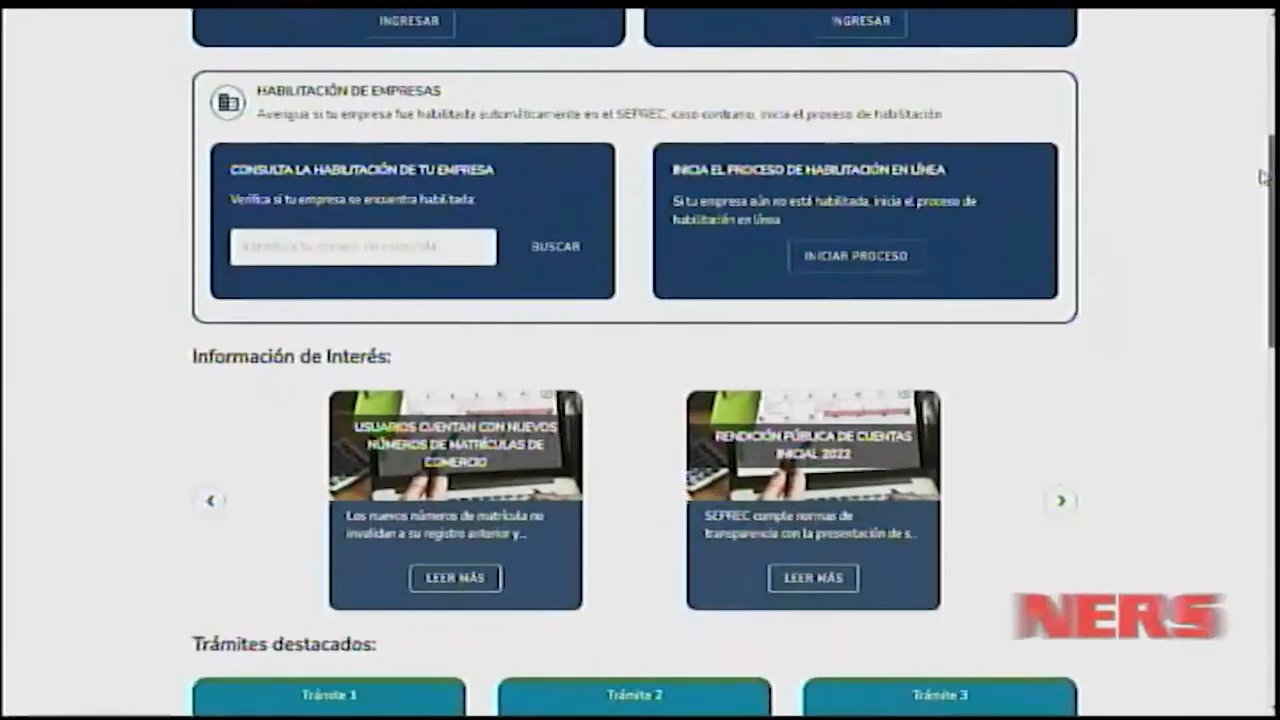 INGRESAR
INGRESAR
HABILITACIÓN DE EMPRESAS
Averigua si tu empresa fue habilitada automáticamente en el SEPREC, caso contrario, inicia el proceso de habilitación
CONSULTA LA HABILITACIÓN DE TU EMPRESA
Verifica si tu empresa se encuentra habilitada
BUSCAR
INICIA EL PROCESO DE HABILITACIÓN EN LÍNEA
Si tu empresa aún no está habilitada, inicia el proceso de
habilitación en línea
INICIAR PROCESO
Información de Interés:
USUARIOS CUENTAN CON NUEVOS
NÚMEROS DE MATRÍCULAS DE
COMERCIO
Los nuevos números de matrícula no
invalidan a su registro anterior y...
LEER MÁS
RENDICIÓN PÚBLICA DE CUENTAS
INICIAL 2022
SEPREC cumple normas de
transparencia con la presentación de s...
LEER MÁS
NERS
Trámites destacados:
Trámite 1
Trámite 2
Trámite 3